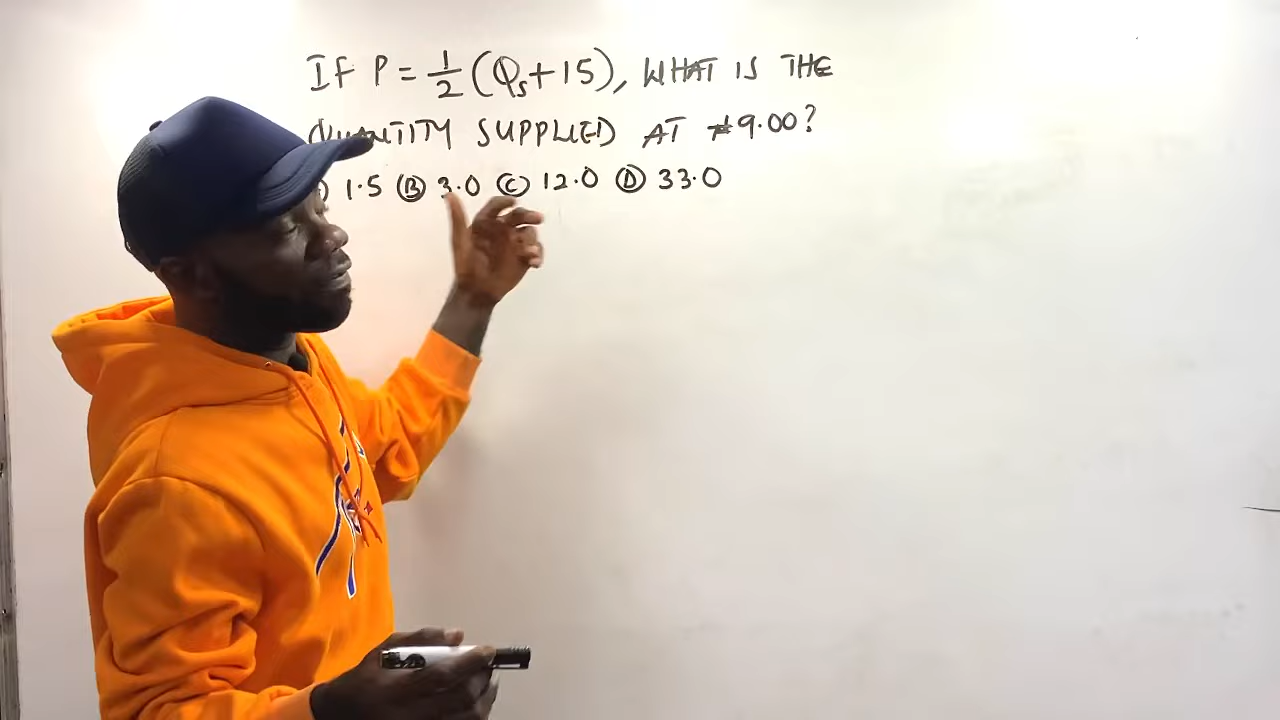 If P = 1/2 (Qs + 15), WHAT IS THE
QUANTITY SUPPLIED AT ₦9.00?
1.5 (B) 3.0 (C) 12.0 (D) 33.0